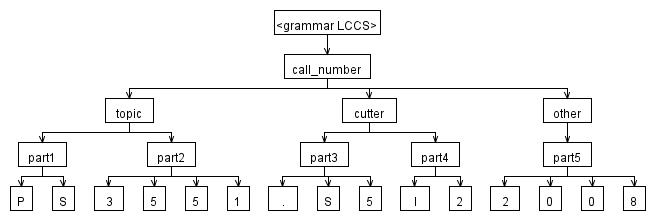 <grammar LCCS>
call_number
topic cutter other
part1 part2 part3 part4 part5
P S 3 5 5 1 . S 5 I 2 2 0 0 8